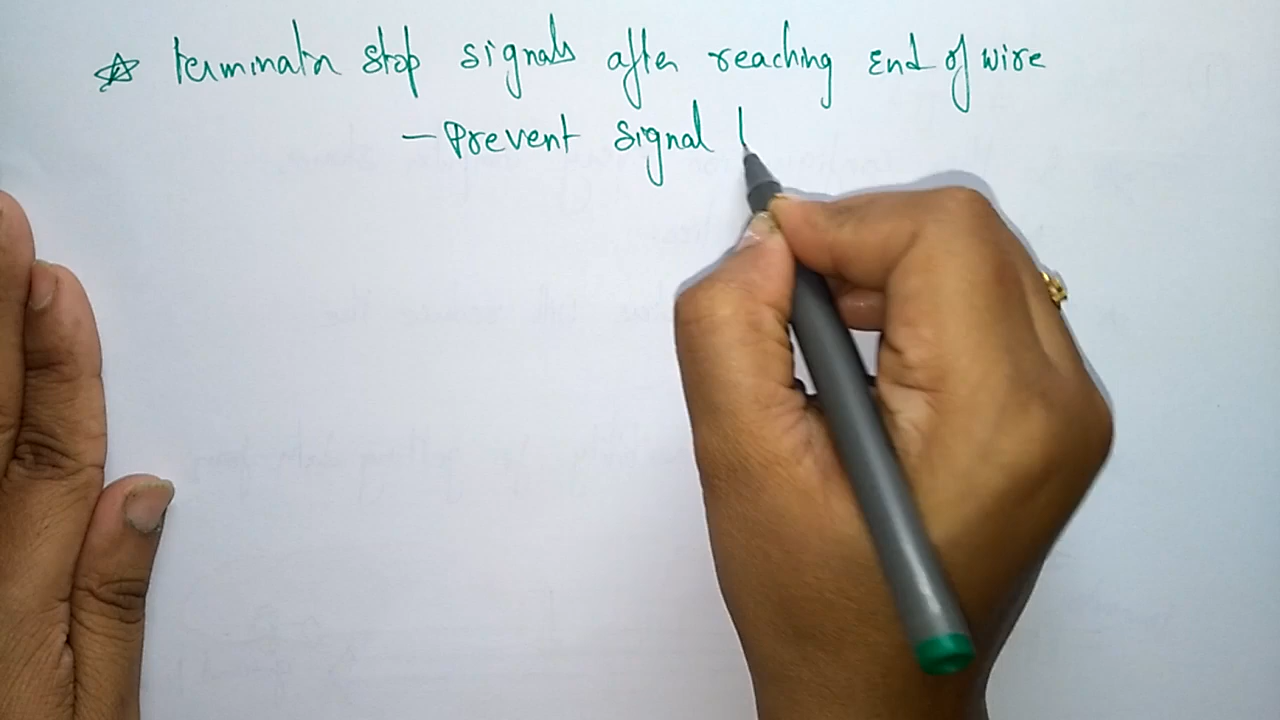 ☆ terminator stop signals after reaching End of wire
- Prevent signal